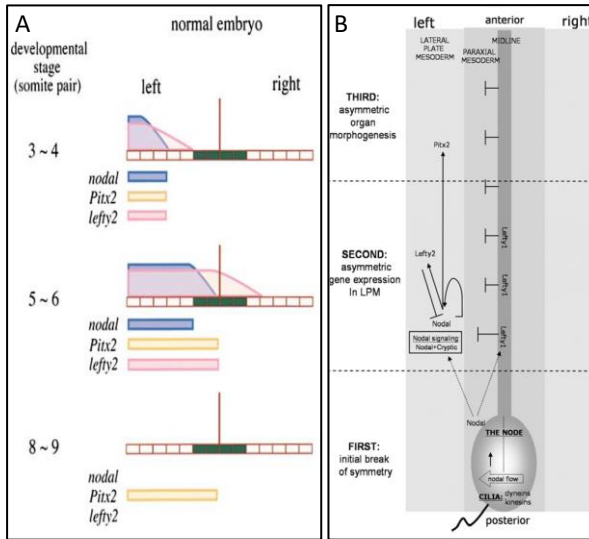 A
normal embryo
developmental
stage
(somite pair)
left
right
3 ~ 4
nodal
Pitx2
lefty2
5 ~ 6
nodal
Pitx2
lefty2
8 ~ 9
nodal
Pitx2
lefty2
B
left
anterior
right
LATERAL
PLATE
MESODERM
MIDLINE
PARAXIAL
MESODERM
THIRD:
asymmetric
organ
morphogenesis
Pitx2
SECOND:
asymmetric
gene expression
In LPM
Lefty2
Lefty1
Lefty1
Lefty1
Nodal
Nodal signaling
Nodal+Cryptic
FIRST:
initial break
of symmetry
Nodal
THE NODE
nodal flow
CILIA: dyneins
kinesins
posterior